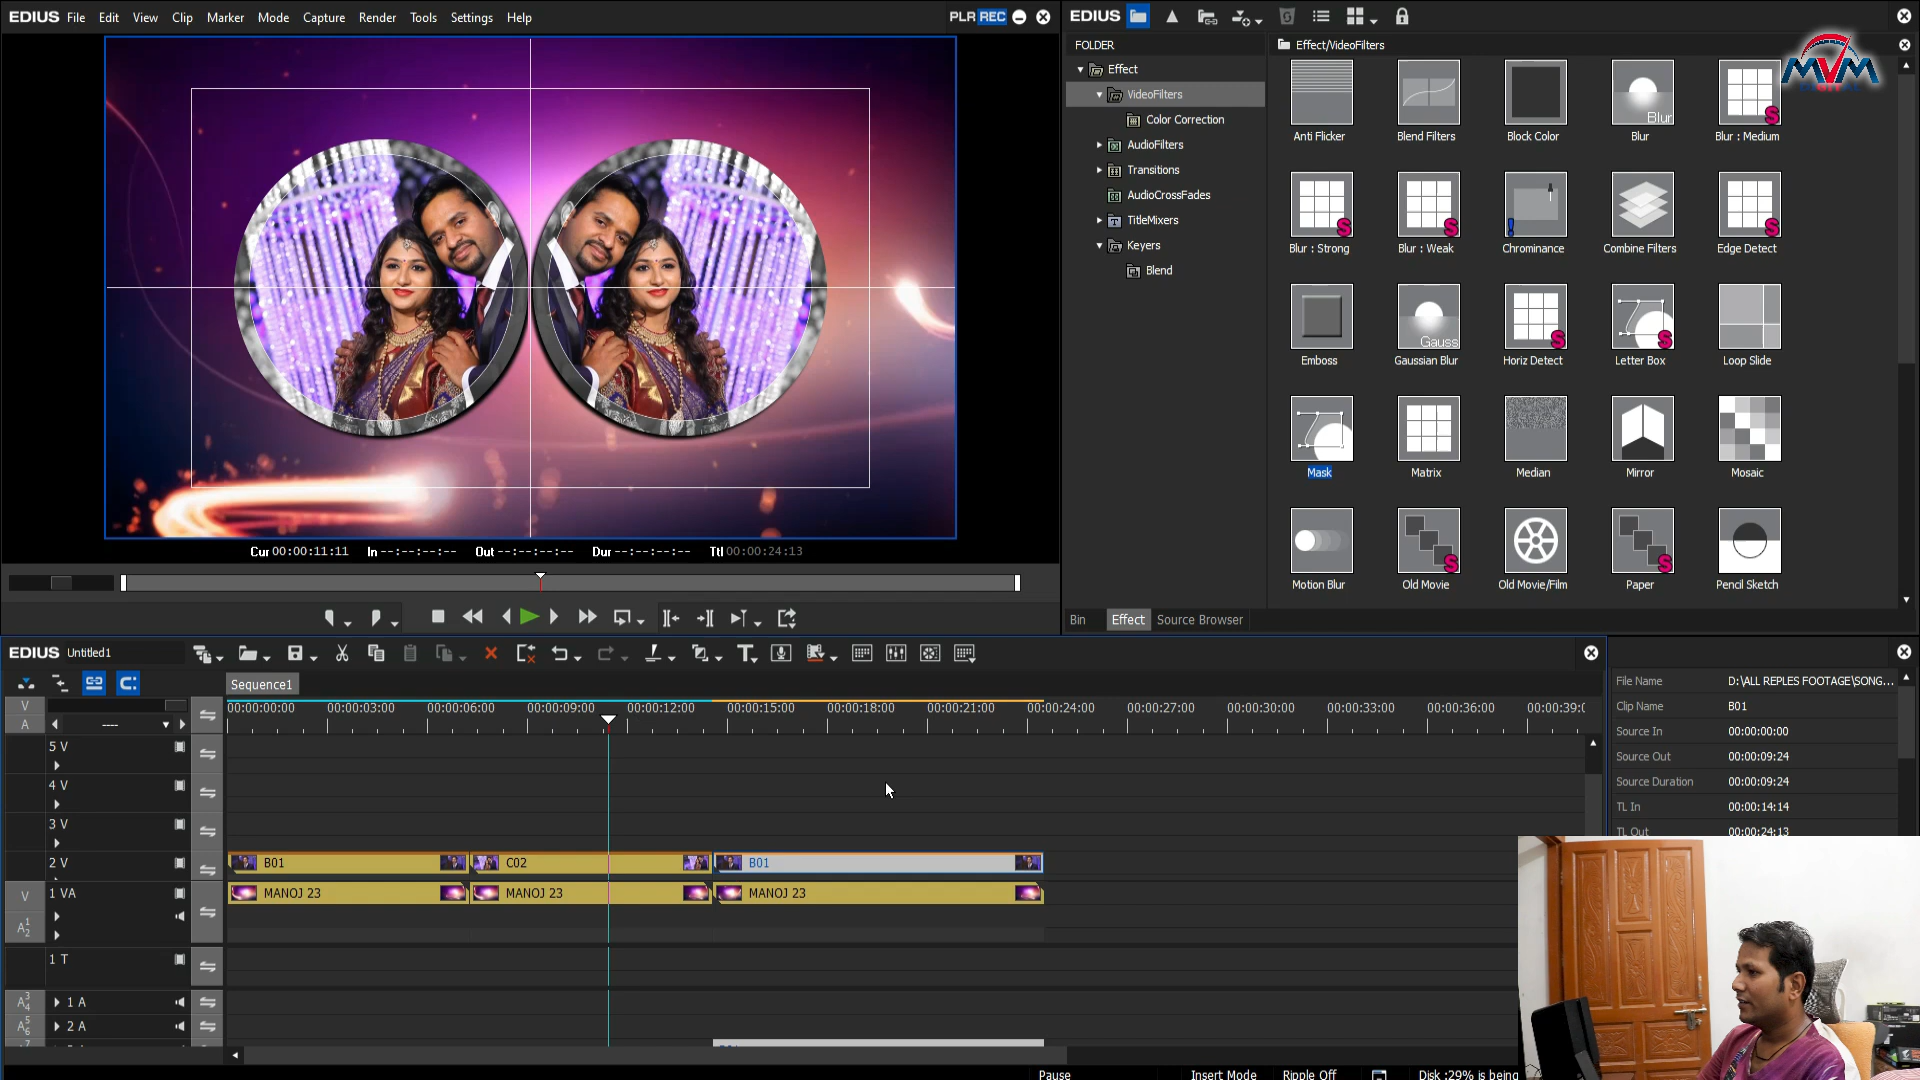 EDIUS File Edit View Clip Marker Mode Capture Render Tools Settings Help
PLR REC
Cur 00:00:11:11 In --:--:--:-- Out --:--:--:-- Dur --:--:--:-- Ttl 00:00:24:13
EDIUS
FOLDER
Effect
VideoFilters
Color Correction
AudioFilters
Transitions
AudioCrossFades
TitleMixers
Keyers
Blend
Effect/VideoFilters
MVM
Anti Flicker Blend Filters Block Color Blur Blur : Medium
Blur : Strong Blur : Weak Chrominance Combine Filters Edge Detect
Emboss Gaussian Blur Horiz Detect Letter Box Loop Slide
Mask Matrix Median Mirror Mosaic
Motion Blur Old Movie Old Movie/Film Paper Pencil Sketch
Bin Effect Source Browser
EDIUS Untitled1
Sequence1
00:00:00:00 00:00:03:00 00:00:06:00 00:00:09:00 00:00:12:00 00:00:15:00 00:00:18:00 00:00:21:00 00:00:24:00 00:00:27:00 00:00:30:00 00:00:33:00 00:00:36:00 00:00:39:0
V
A ----
5 V
4 V
3 V
2 V B01 C02 B01
V 1 VA MANOJ 23 MANOJ 23 MANOJ 23
A 1 2
1 T
A 3 4 1 A
A 5 6 2 A
File Name D:\ALL REPLES FOOTAGE\SONG...
Clip Name B01
Source In 00:00:00:00
Source Out 00:00:09:24
Source Duration 00:00:09:24
TL In 00:00:14:14
TL Out 00:00:24:13
Pause Insert Mode Ripple Off Disk :29% is being